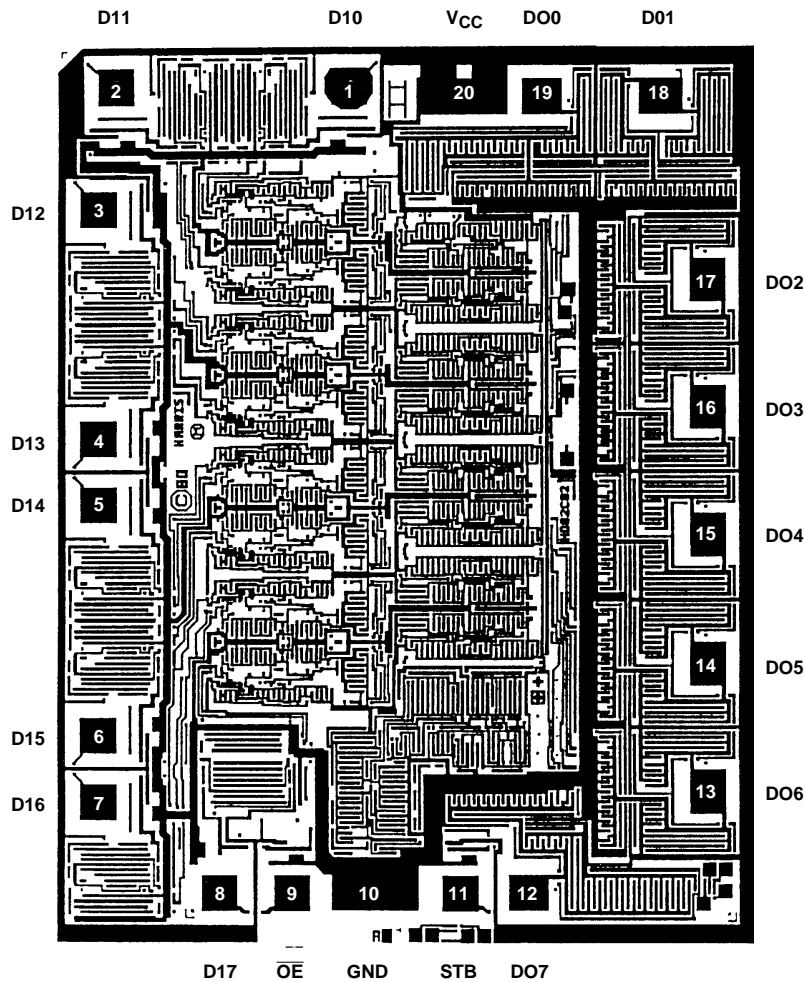 D11 D10 VCC DO0 D01
2 1 20 19 18
D12 3
17 DO2
16 DO3
HARRIS
M
D13 4
D14 5
© 80
15 DO4
14 DO5
D15 6
D16 7
13 DO6
8 9 10 11 12
D17 OE GND STB DO7